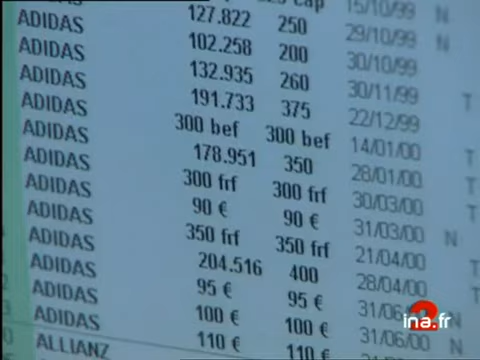 cap 15/10/99 N
ADIDAS 127.822 250 29/10/99 N
ADIDAS 102.258 200 30/10/99
ADIDAS 132.935 260 30/11/99 T
ADIDAS 191.733 375 22/12/99
ADIDAS 300 bef 300 bef 14/01/00 T
ADIDAS 178.951 350 28/01/00 T
ADIDAS 300 frf 300 frf 30/03/00 T
ADIDAS 90 € 90 € 31/03/00 N
ADIDAS 350 frf 350 frf 21/04/00 T
ADIDAS 204.516 400 28/04/00 T
ADIDAS 95 € 95 € N
ADIDAS 100 € 100 € 31/06/00 N
ADIDAS 110 € 110 €
ALLIANZ
2
ina.fr